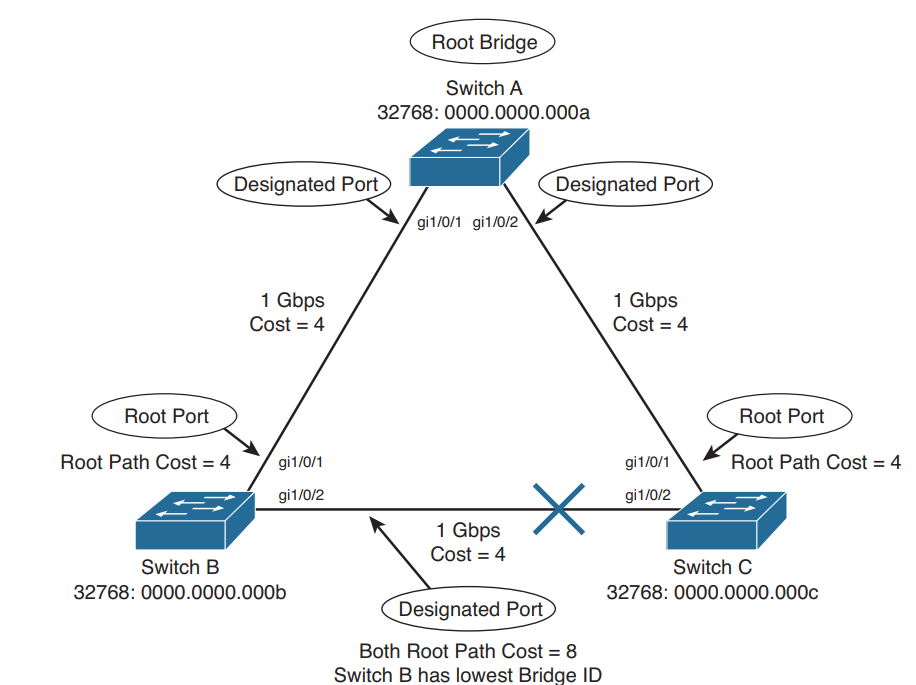 Root Bridge
Switch A
32768: 0000.0000.000a
Designated Port
Designated Port
gi1/0/1 gi1/0/2
1 Gbps
Cost = 4
1 Gbps
Cost = 4
Root Port
Root Path Cost = 4
gi1/0/1
gi1/0/2
Root Port
gi1/0/1
Root Path Cost = 4
gi1/0/2
1 Gbps
Cost = 4
Switch B
32768: 0000.0000.000b
Switch C
32768: 0000.0000.000c
Designated Port
Both Root Path Cost = 8
Switch B has lowest Bridge ID